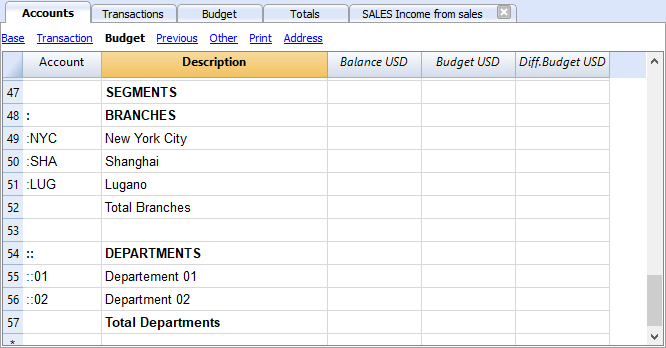 Accounts Transactions Budget Totals SALES Income from sales
Base Transaction Budget Previous Other Print Address
Account Description Balance USD Budget USD Diff.Budget USD
47 SEGMENTS
48 : BRANCHES
49 :NYC New York City
50 :SHA Shanghai
51 :LUG Lugano
52 Total Branches
53
54 :: DEPARTMENTS
55 ::01 Departement 01
56 ::02 Department 02
57 Total Departments
*